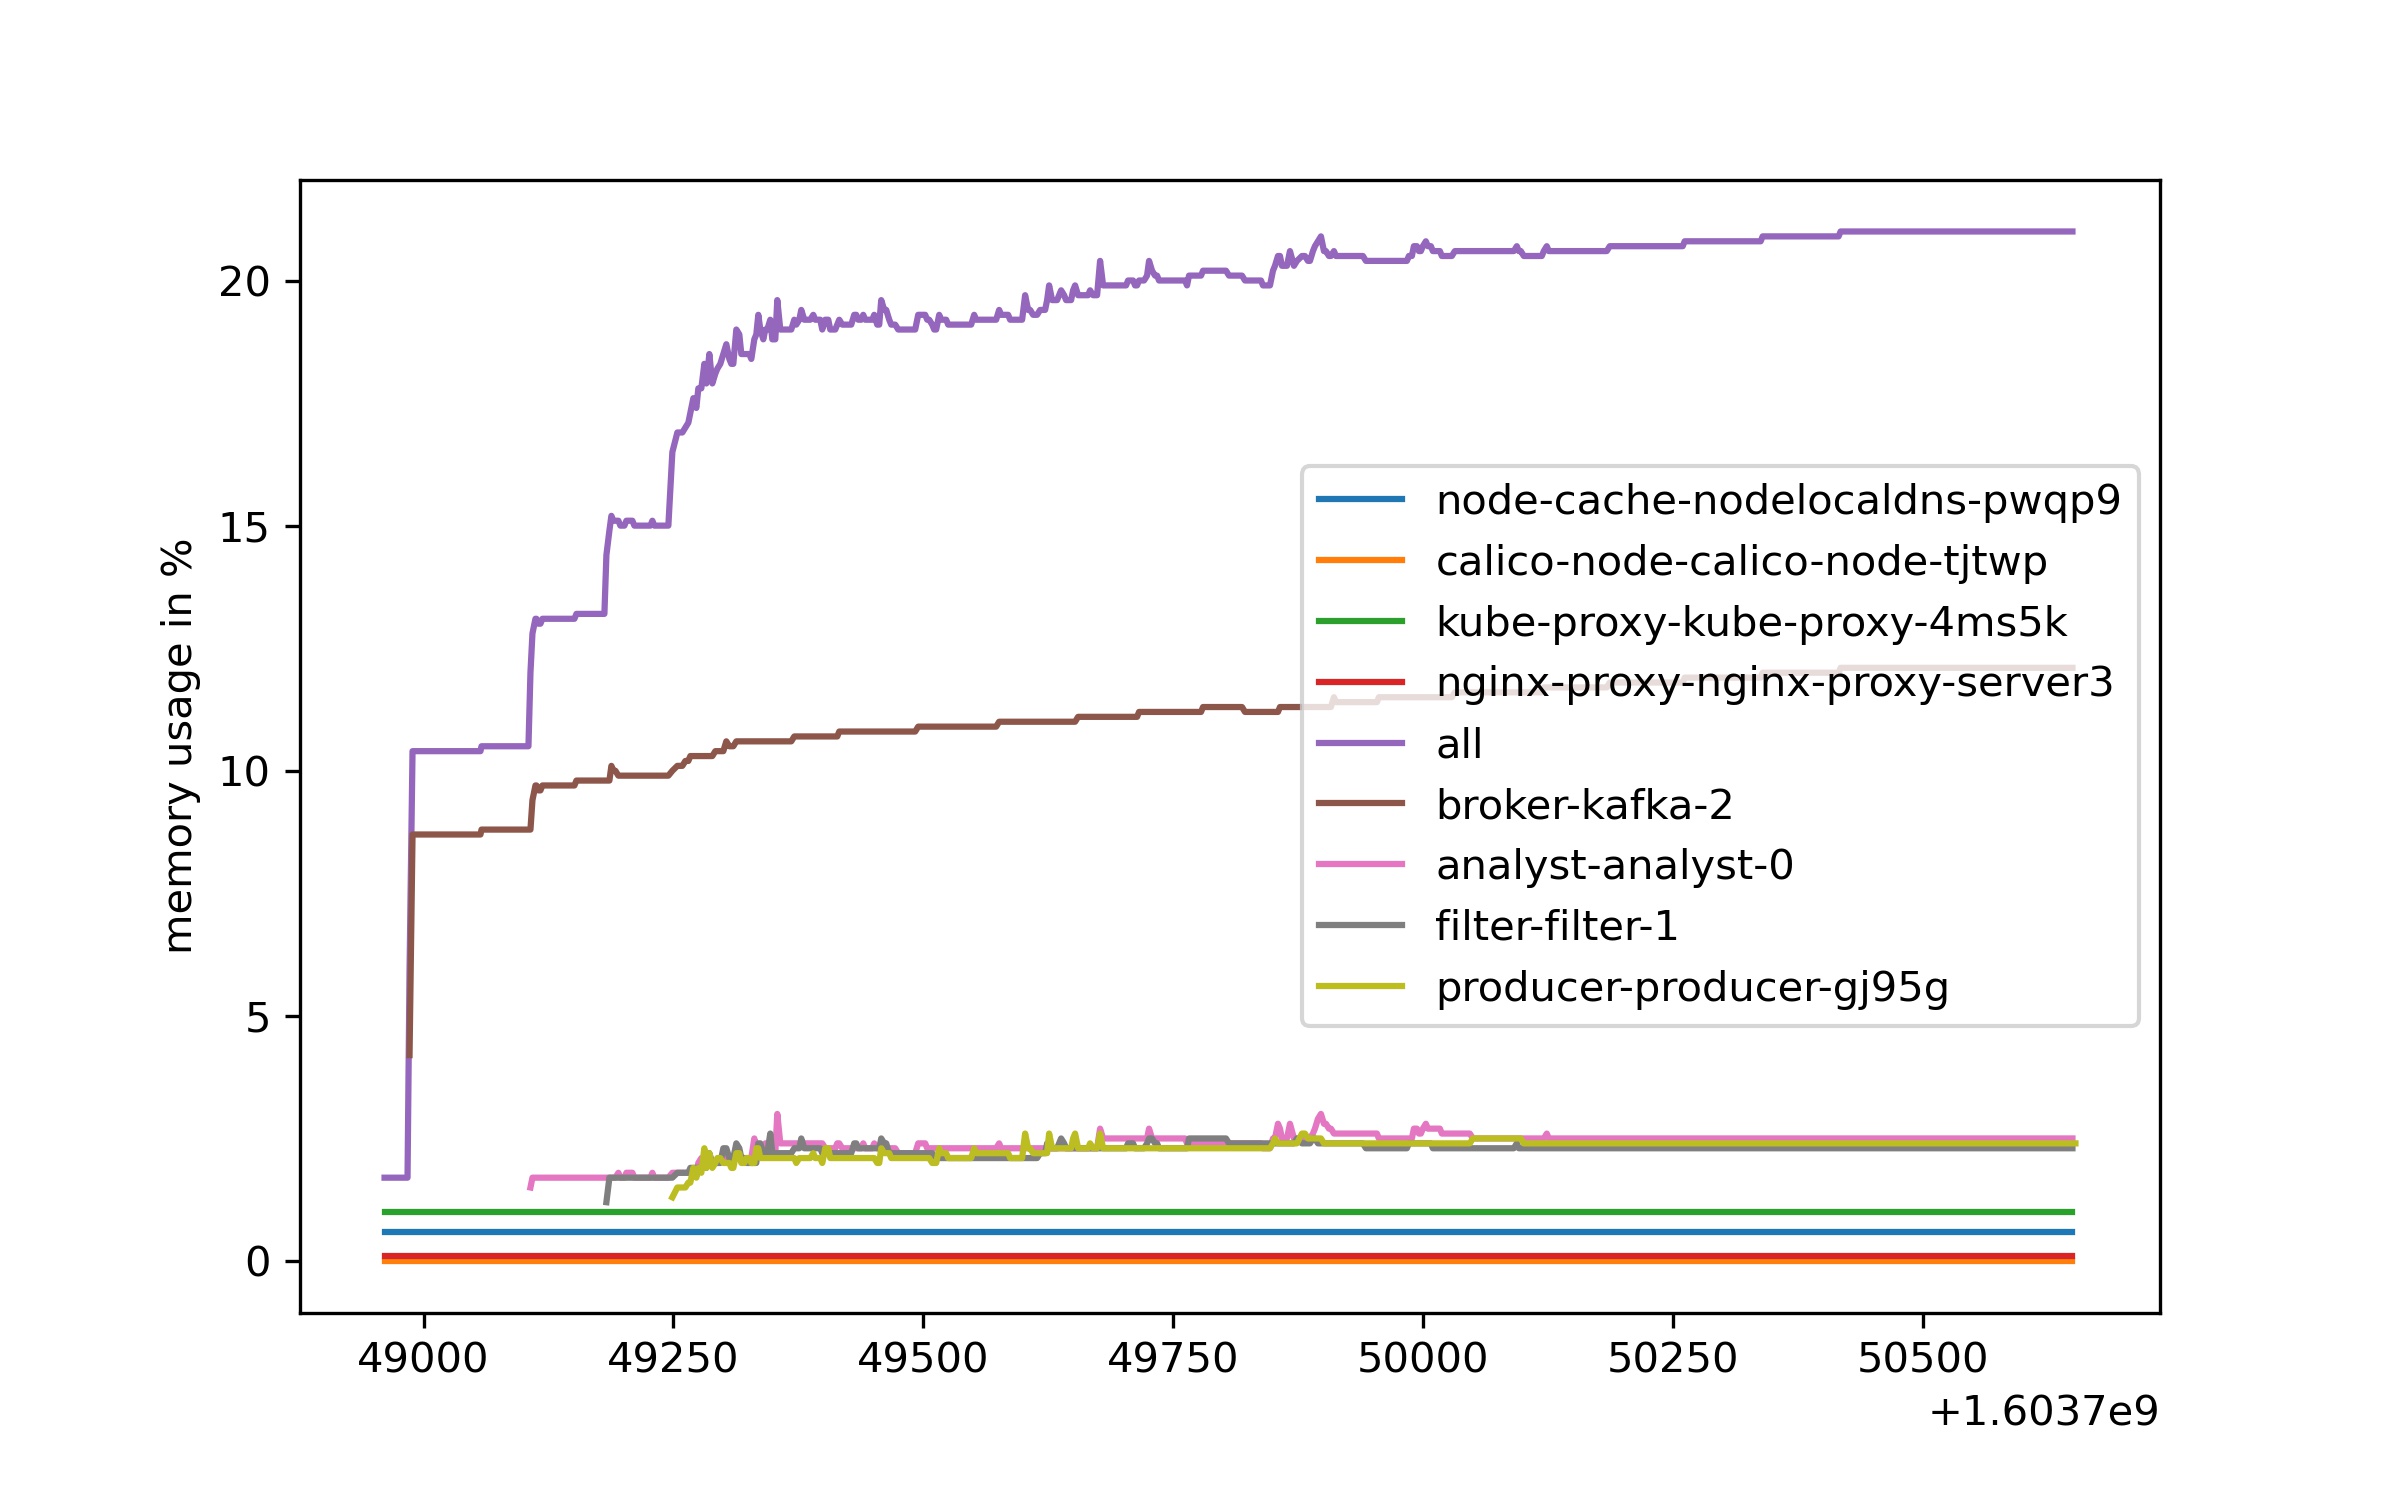 memory usage in %
20
15
10
5
0
node-cache-nodelocaldns-pwqp9
calico-node-calico-node-tjtwp
kube-proxy-kube-proxy-4ms5k
nginx-proxy-nginx-proxy-server3
all
broker-kafka-2
analyst-analyst-0
filter-filter-1
producer-producer-gj95g
49000 49250 49500 49750 50000 50250 50500
+1.6037e9